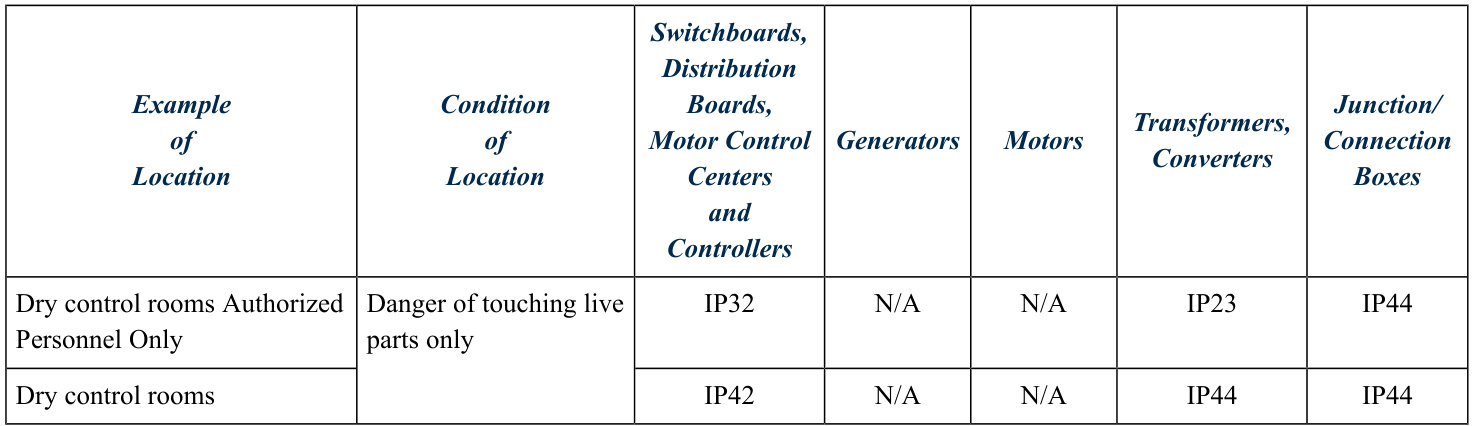 Example
of
Location
Condition
of
Location
Switchboards,
Distribution
Boards,
Motor Control
Centers
and
Controllers
Generators
Motors
Transformers,
Converters
Junction/
Connection
Boxes
Dry control rooms Authorized
Personnel Only
Danger of touching live
parts only
IP32
N/A
N/A
IP23
IP44
Dry control rooms
IP42
N/A
N/A
IP44
IP44